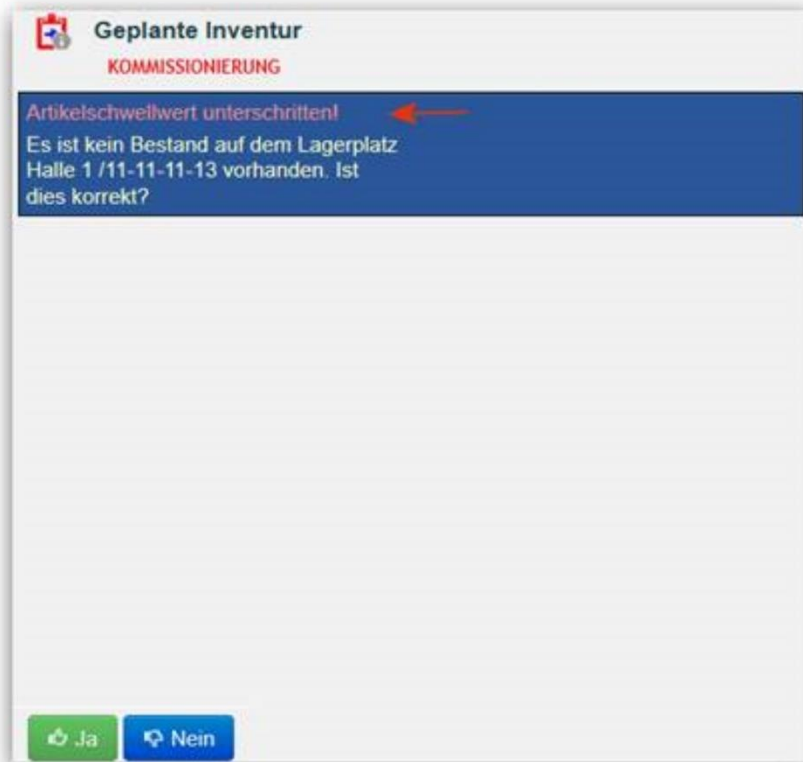 Geplante Inventur
KOMMISSIONIERUNG
Artikelschwellwert unterschritten!
Es ist kein Bestand auf dem Lagerplatz
Halle 1 /11-11-11-13 vorhanden. Ist
dies korrekt?
Ja
Nein